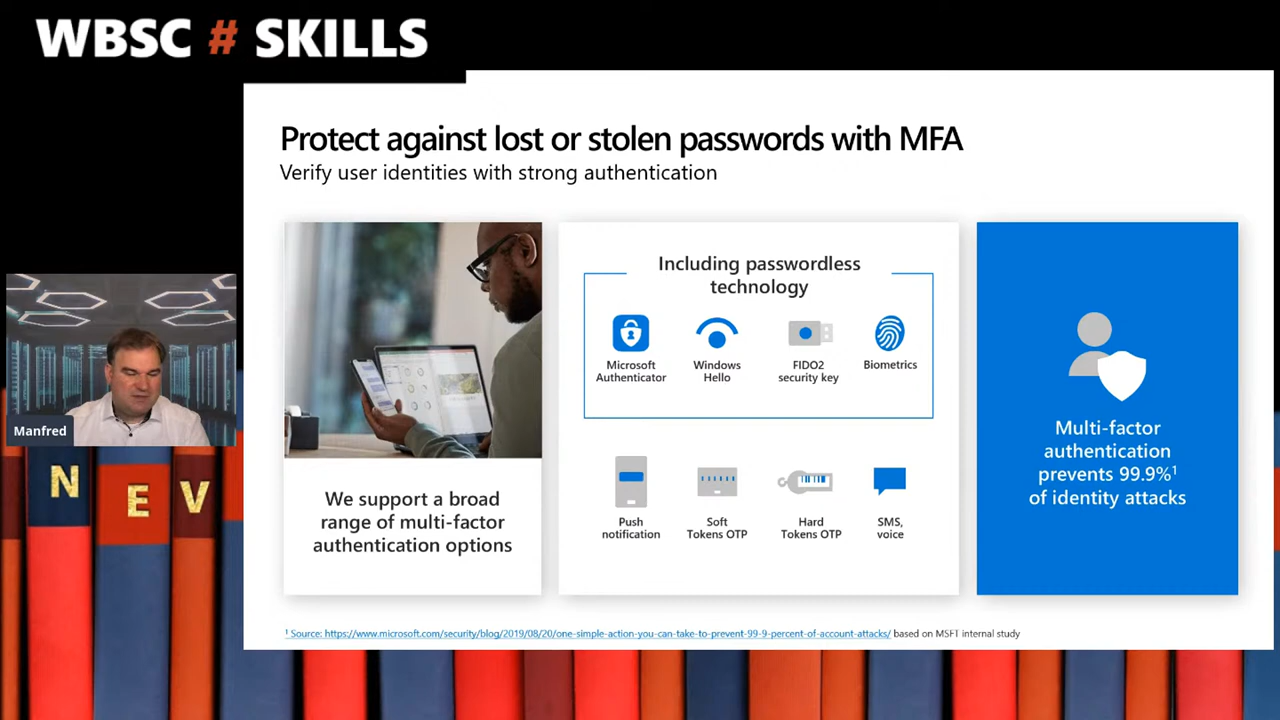 WBSC # SKILLS
Protect against lost or stolen passwords with MFA
Verify user identities with strong authentication
We support a broad
range of multi-factor
authentication options
Including passwordless
technology
Microsoft
Authenticator
Windows
Hello
FIDO2
security key
Biometrics
Push
notification
Soft
Tokens OTP
Hard
Tokens OTP
SMS,
voice
Multi-factor
authentication
prevents 99.9%¹
of identity attacks
¹ Source: https://www.microsoft.com/security/blog/2019/08/20/one-simple-action-you-can-take-to-prevent-99-9-percent-of-account-attacks/ based on MSFT internal study
Manfred
N E V